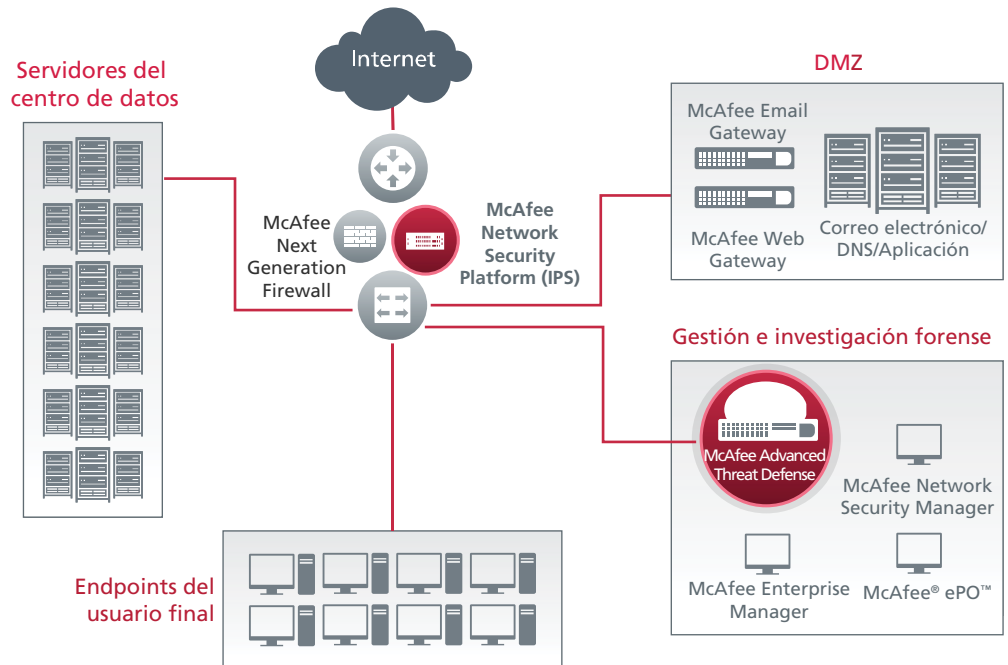 Internet
Servidores del
centro de datos
DMZ
McAfee Email
Gateway
McAfee Web
Gateway
Correo electrónico/
DNS/Aplicación
McAfee
Next
Generation
Firewall
McAfee
Network
Security
Platform (IPS)
Gestión e investigación forense
McAfee Advanced
Threat Defense
McAfee Network
Security Manager
McAfee Enterprise
Manager
McAfee® ePO™
Endpoints del
usuario final